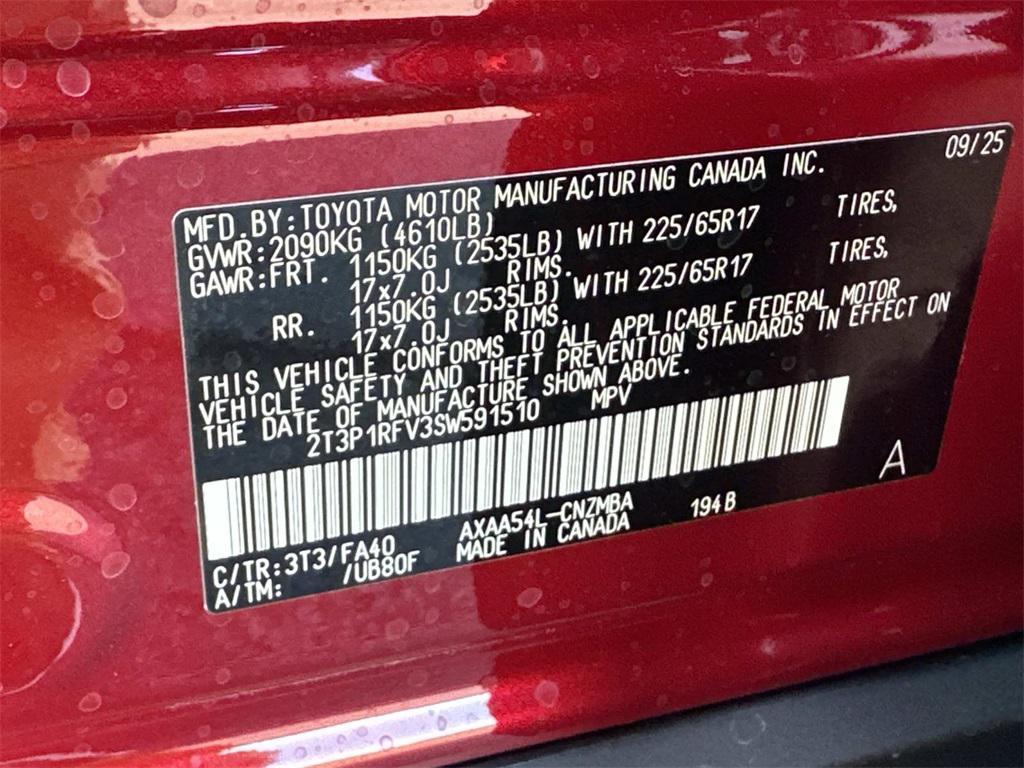 09/25
MFD.BY:TOYOTA MOTOR MANUFACTURING CANADA INC.
GVWR:2090KG (4610LB)
GAWR:FRT. 1150KG (2535LB) WITH 225/65R17 TIRES,
17x7.0J RIMS.
RR. 1150KG (2535LB) WITH 225/65R17 TIRES,
17x7.0J RIMS.
THIS VEHICLE CONFORMS TO ALL APPLICABLE FEDERAL MOTOR
VEHICLE SAFETY AND THEFT PREVENTION STANDARDS IN EFFECT ON
THE DATE OF MANUFACTURE SHOWN ABOVE.
2T3P1RFV3SW591510 MPV
A
C/TR:3T3/FA40 AXAA54L-CNZMBA 194B
A/TM: /UB80F MADE IN CANADA